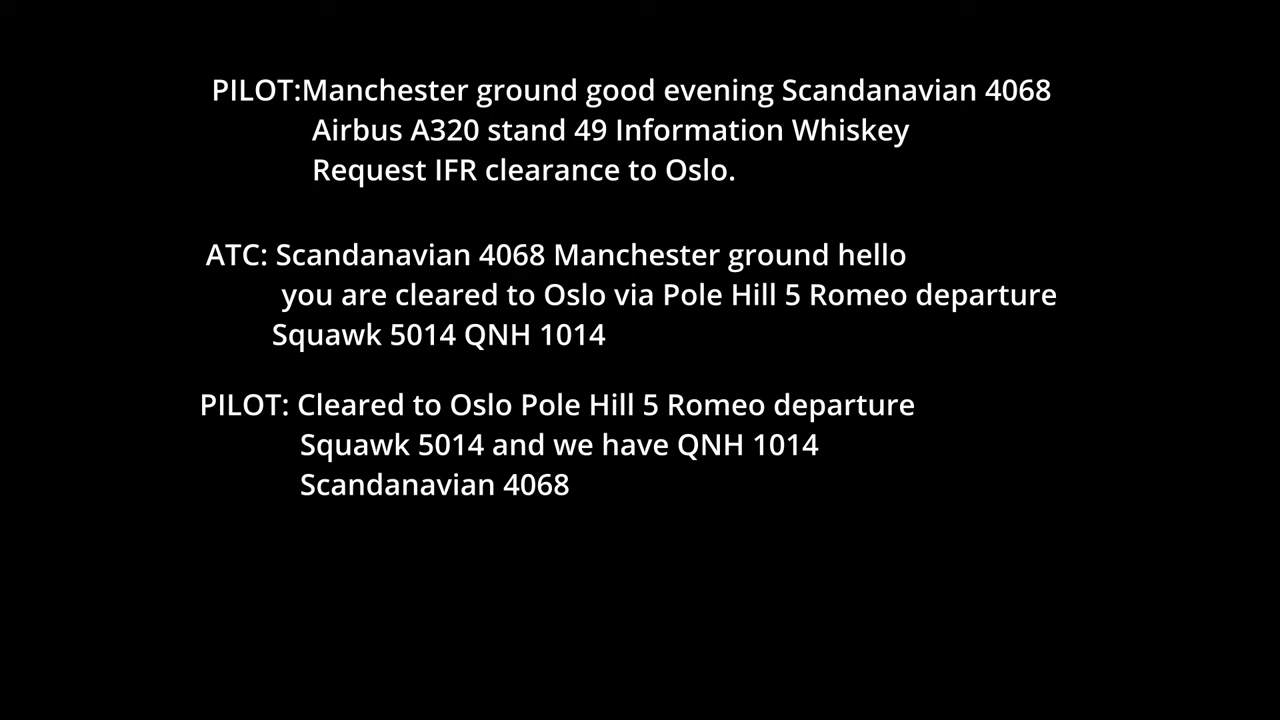 PILOT:Manchester ground good evening Scandanavian 4068
Airbus A320 stand 49 Information Whiskey
Request IFR clearance to Oslo.
ATC: Scandanavian 4068 Manchester ground hello
you are cleared to Oslo via Pole Hill 5 Romeo departure
Squawk 5014 QNH 1014
PILOT: Cleared to Oslo Pole Hill 5 Romeo departure
Squawk 5014 and we have QNH 1014
Scandanavian 4068